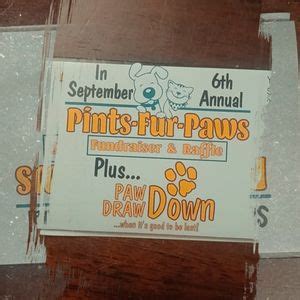 In
September
6th
Annual
Pints-Fur-Paws
Fundraiser & Raffle
Plus...
PAW
DRAW Down
...when it's good to be last!